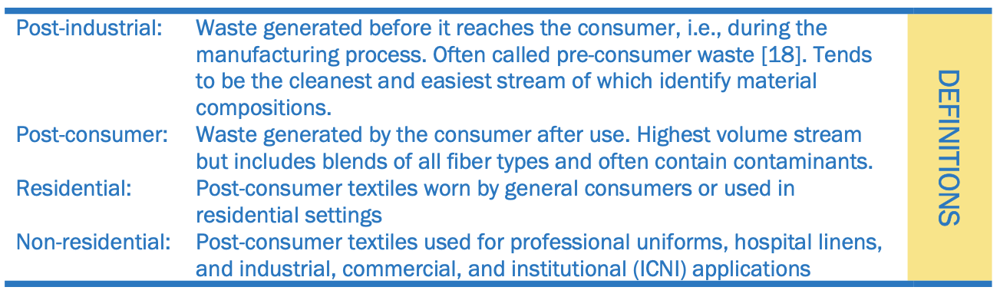 Post-industrial: Waste generated before it reaches the consumer, i.e., during the
manufacturing process. Often called pre-consumer waste [18]. Tends
to be the cleanest and easiest stream of which identify material
compositions.
Post-consumer: Waste generated by the consumer after use. Highest volume stream
but includes blends of all fiber types and often contain contaminants.
Residential: Post-consumer textiles worn by general consumers or used in
residential settings
Non-residential: Post-consumer textiles used for professional uniforms, hospital linens,
and industrial, commercial, and institutional (ICNI) applications
DEFINITIONS